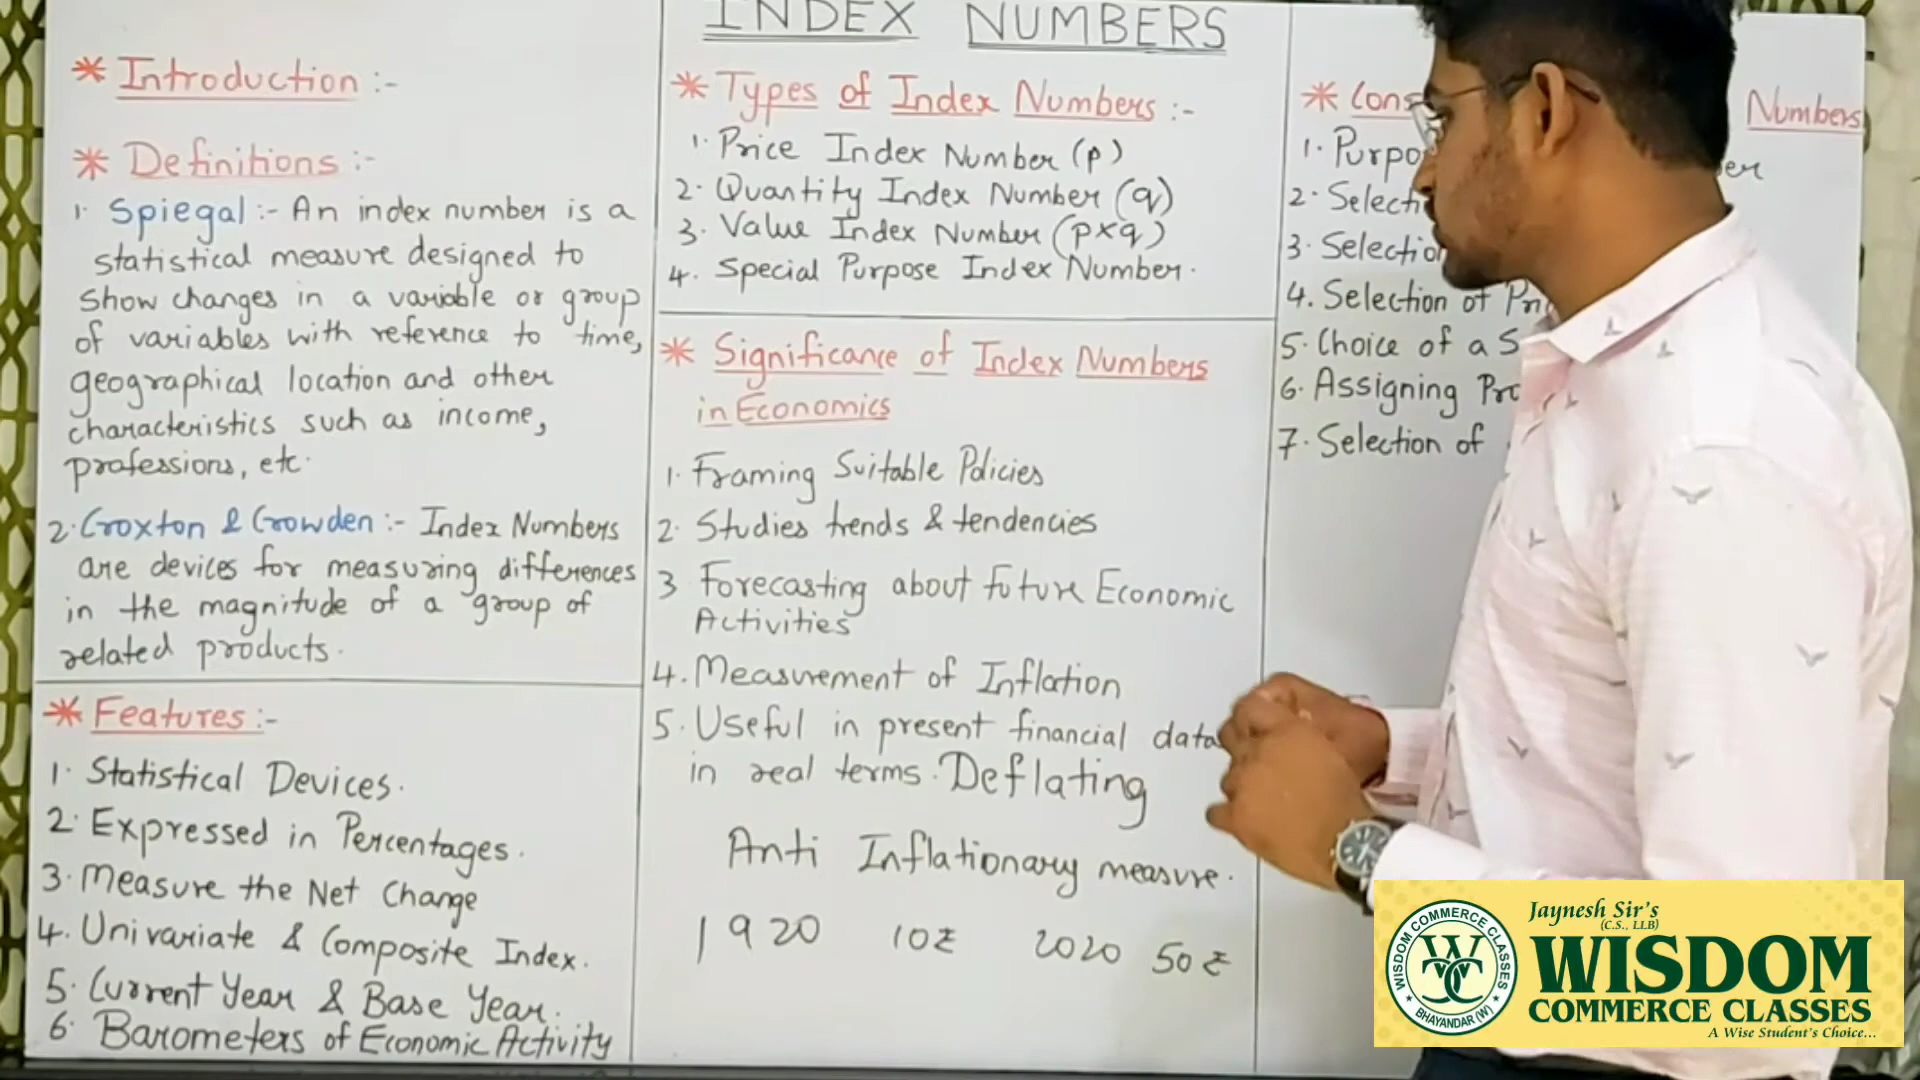 INDEX NUMBERS
* Introduction :-
* Definitions :-
1. Spiegal :- An index number is a
statistical measure designed to
show changes in a variable or group
of variables with reference to time,
geographical location and other
characteristics such as income,
professions, etc.
2. Croxton & Crowden :- Index Numbers
are devices for measuring differences
in the magnitude of a group of
related products.
* Features :-
1. Statistical Devices.
2. Expressed in Percentages.
3. Measure the Net Change
4. Univariate & Composite Index.
5. Current Year & Base Year.
6. Barometers of Economic Activity
* Types of Index Numbers :-
1. Price Index Number (p)
2. Quantity Index Number (q)
3. Value Index Number (p×q)
4. Special Purpose Index Number.
* Significance of Index Numbers
in Economics
1. Framing Suitable Policies
2. Studies trends & tendencies
3 Forecasting about future Economic
Activities
4. Measurement of Inflation
5. Useful in present financial data
in real terms. Deflating
Anti Inflationary measure.
1920 10₹ 2020 50₹
* Cons Numbers
1. Purpo er
2. Selecti
3. Selection
4. Selection of Pri
5. Choice of a S
6. Assigning Pro
7. Selection of
Jaynesh Sir's
(C.S., LLB)
WISDOM
COMMERCE CLASSES
A Wise Student's Choice...
WISDOM COMMERCE CLASSES
WCC
BHAYANDAR (W)